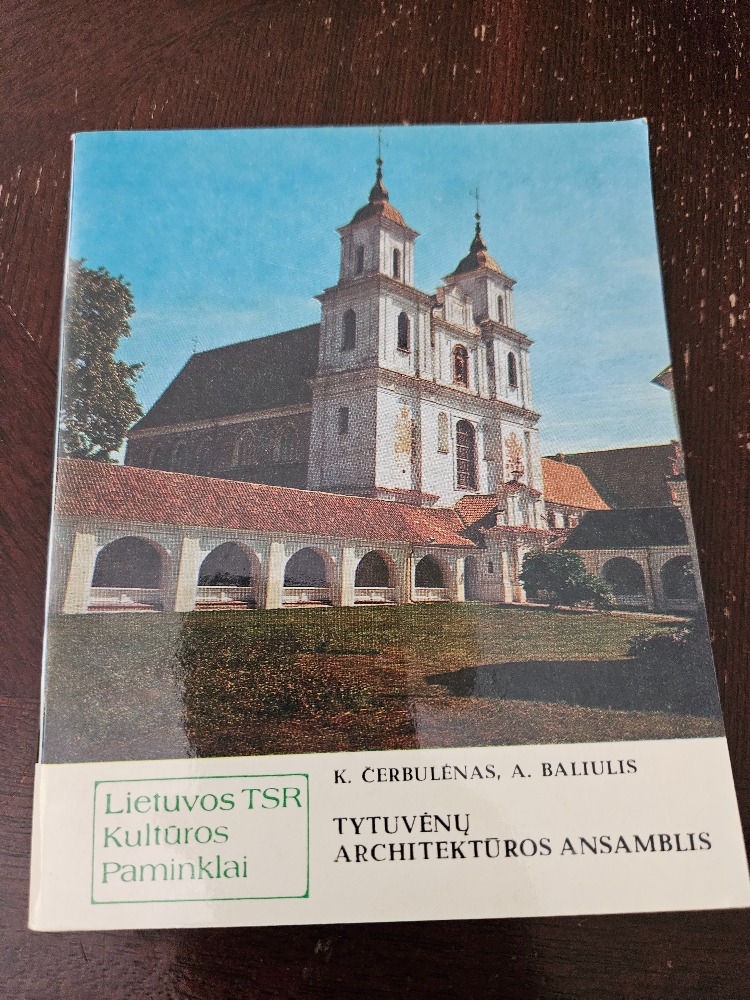 Lietuvos TSR
Kultūros
Paminklai
K. ČERBULĖNAS, A. BALIULIS
TYTUVĖNŲ
ARCHITEKTŪROS ANSAMBLIS